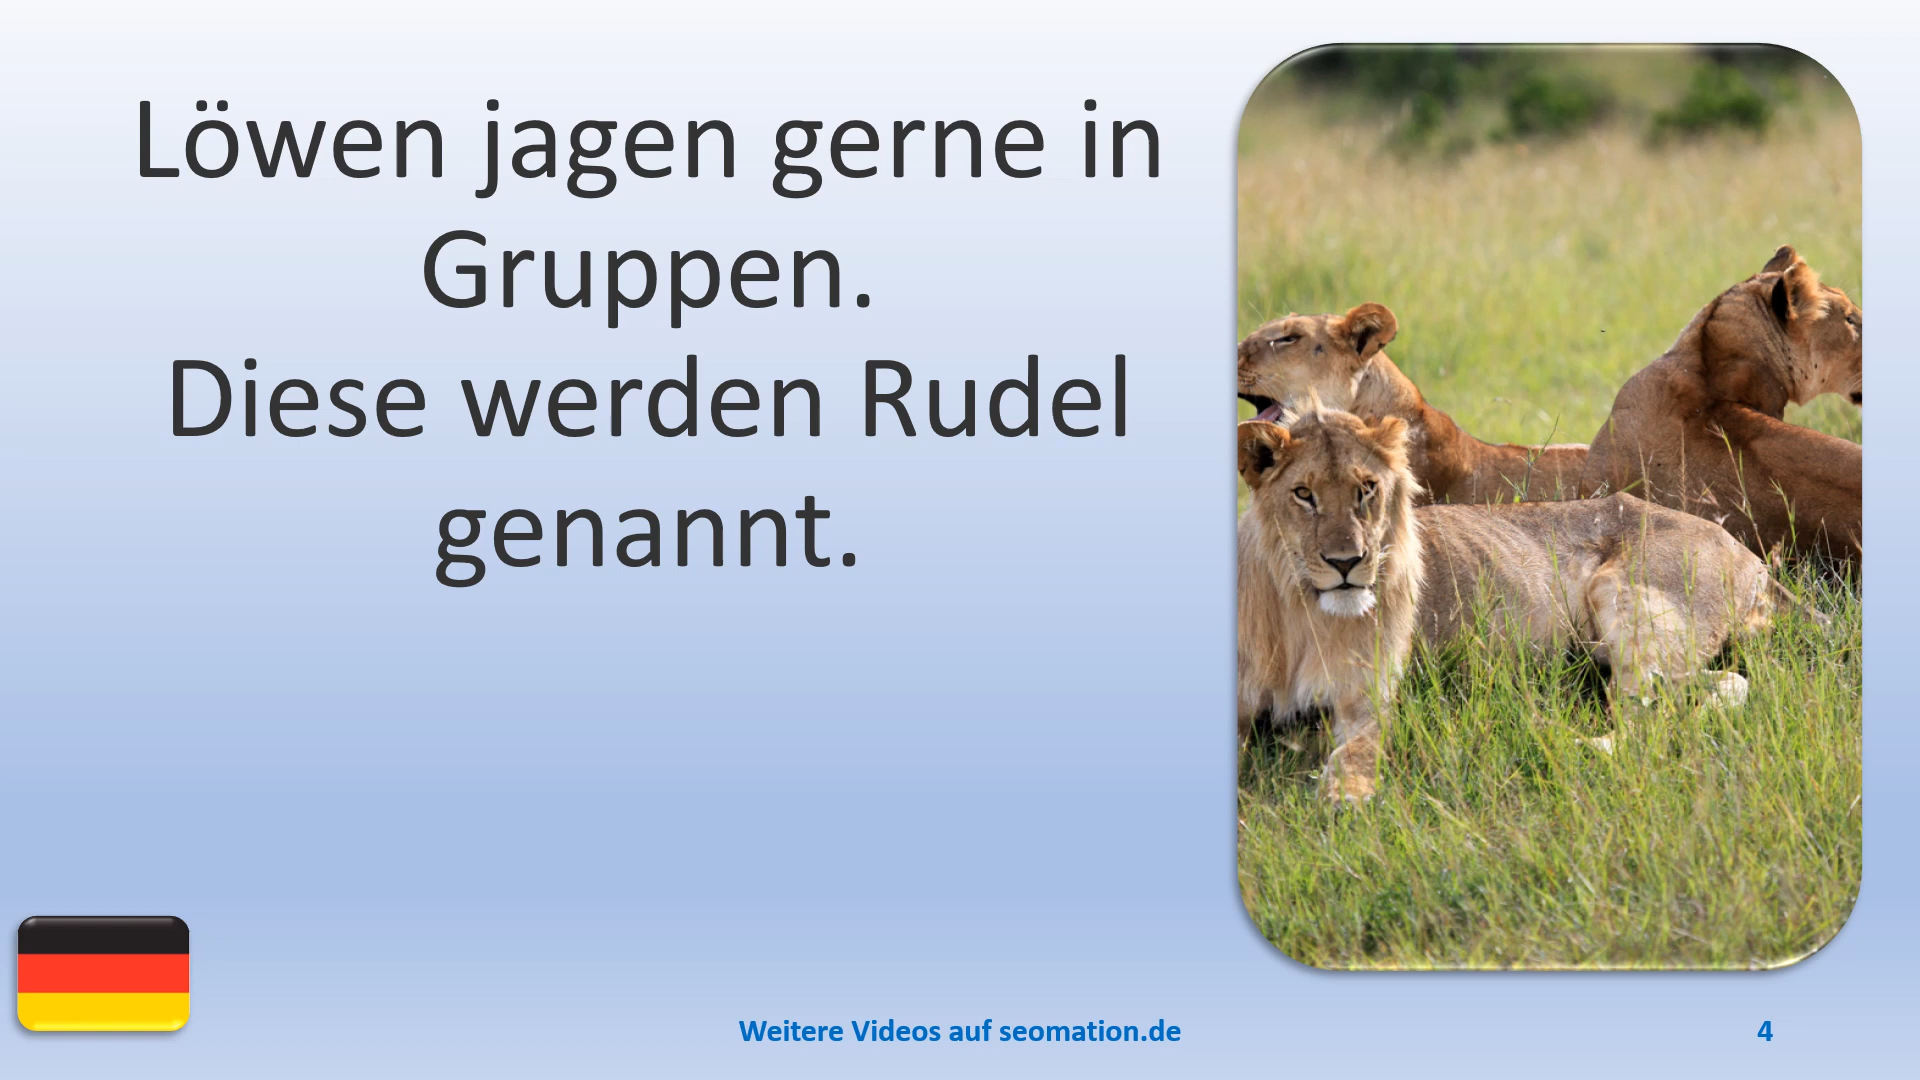 Löwen jagen gerne in
Gruppen.
Diese werden Rudel
genannt.
Weitere Videos auf seomation.de
4